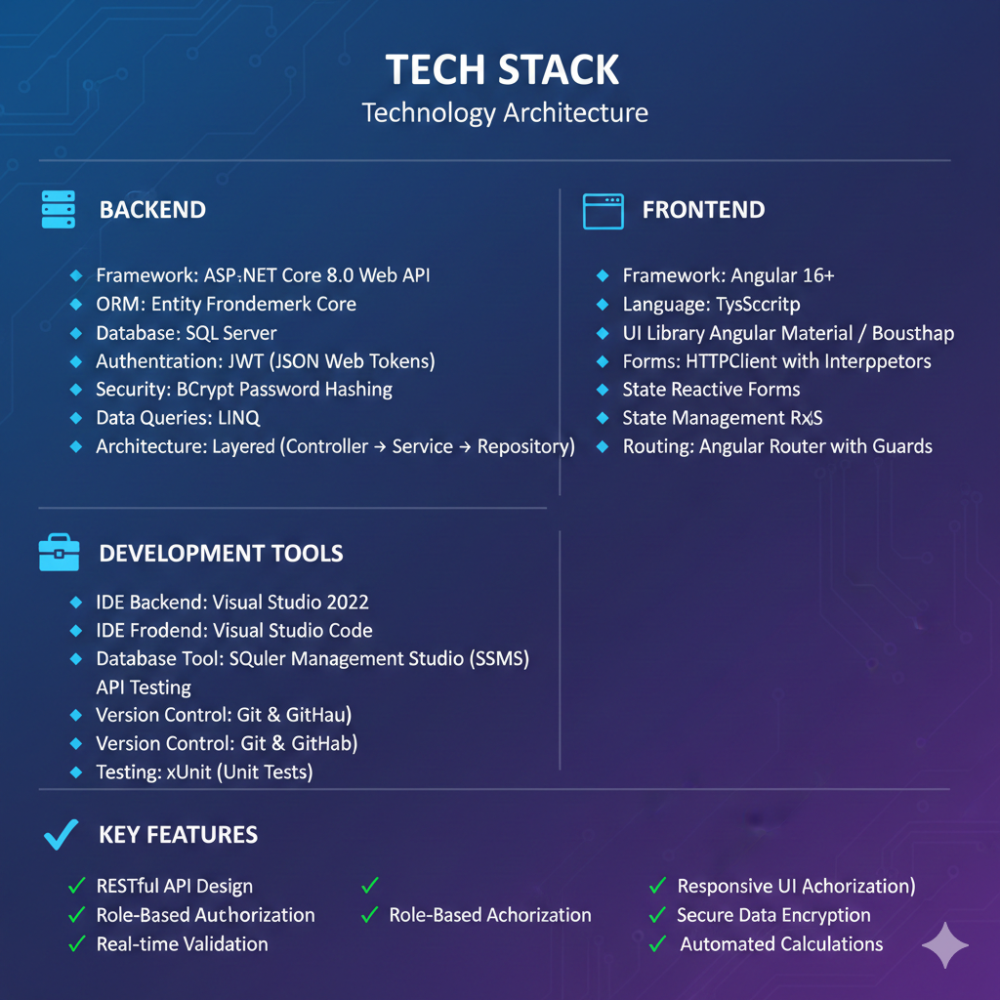 TECH STACK
Technology Architecture
BACKEND
Framework: ASP.NET Core 8.0 Web API
ORM: Entity Frondemerk Core
Database: SQL Server
Authentration: JWT (JSON Web Tokens)
Security: BCrypt Password Hashing
Data Queries: LINQ
Architecture: Layered (Controller → Service → Repository)
FRONTEND
Framework: Angular 16+
Language: TysSccritp
UI Library Angular Material / Bousthap
Forms: HTTPClient with Interppetors
State Reactive Forms
State Management RxjS
Routing: Angular Router with Guards
DEVELOPMENT TOOLS
IDE Backend: Visual Studio 2022
IDE Frodend: Visual Studio Code
Database Tool: SQuler Management Studio (SSMS)
API Testing
Version Control: Git & GitHau)
Version Control: Git & GitHab)
Testing: xUnit (Unit Tests)
KEY FEATURES
RESTful API Design
Role-Based Authorization
Real-time Validation
Role-Based Achorization
Responsive UI Achorization)
Secure Data Encryption
Automated Calculations